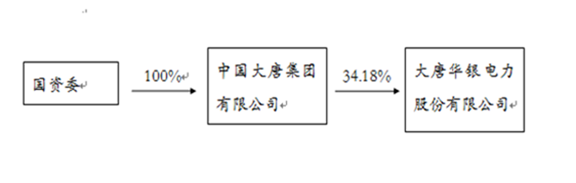 国资委
100%
中国大唐集团
有限公司
34.18%
大唐华银电力
股份有限公司